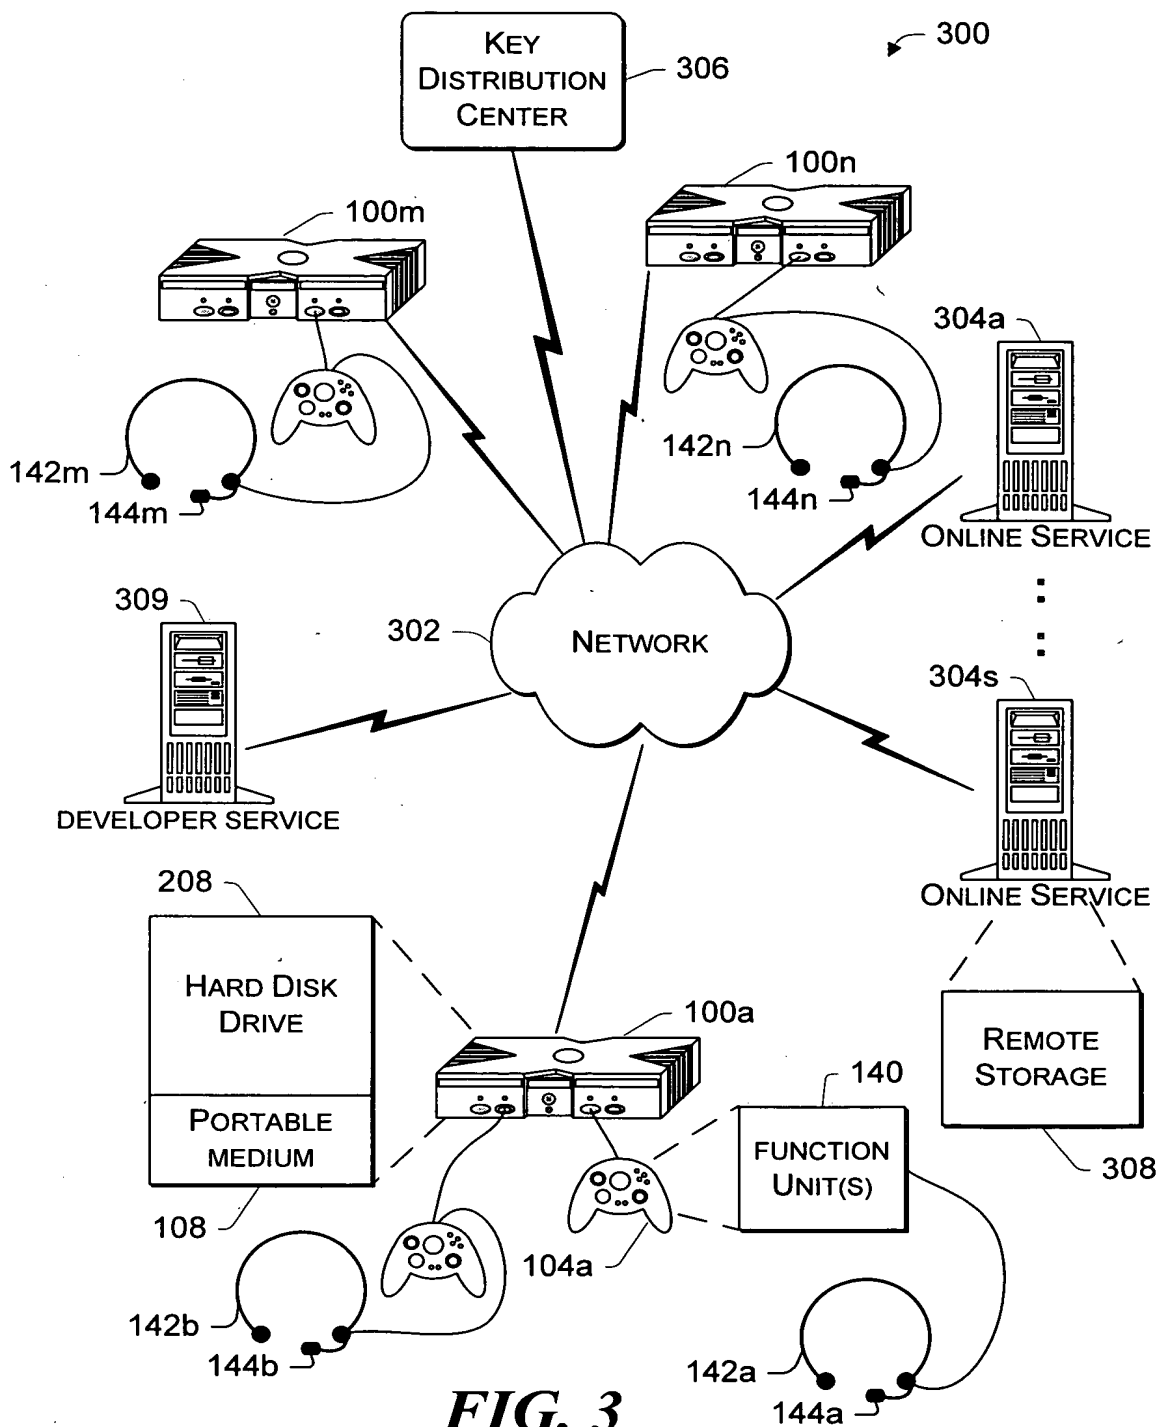 300
KEY
DISTRIBUTION
CENTER
306
100n
100m
304a
142m
144m
142n
144n
ONLINE SERVICE
309
302
NETWORK
304s
DEVELOPER SERVICE
ONLINE SERVICE
208
HARD DISK
DRIVE
100a
REMOTE
STORAGE
140
PORTABLE
MEDIUM
FUNCTION
UNIT(S)
308
108
104a
142b
144b
142a
144a
FIG. 3